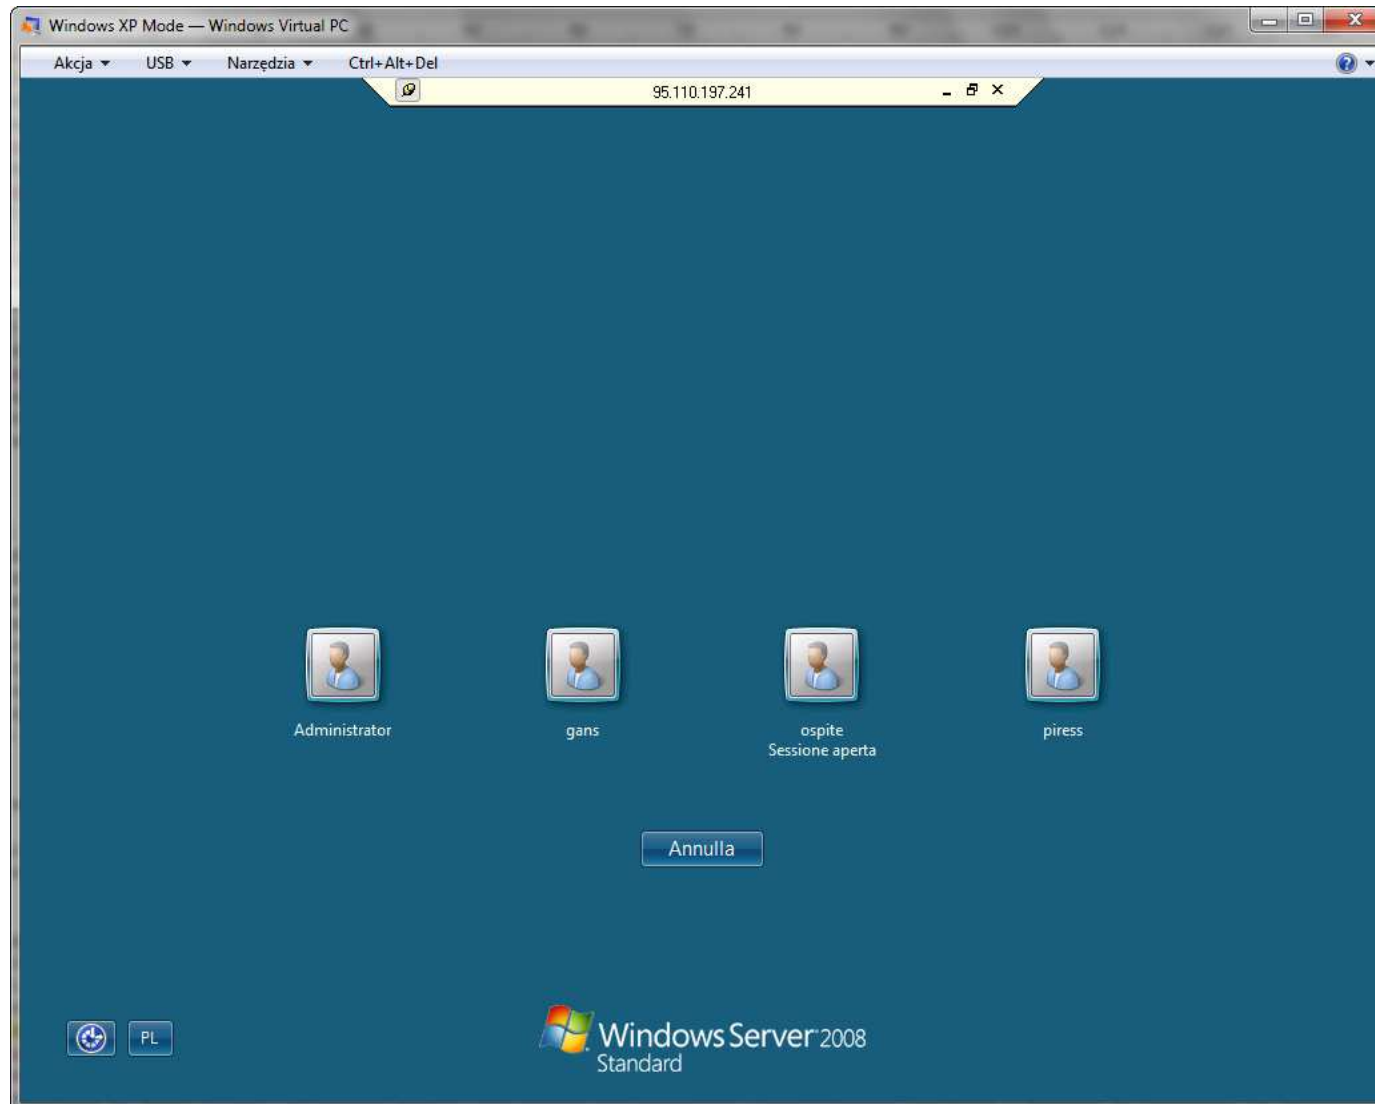 Windows XP Mode — Windows Virtual PC
Akcja USB Narzędzia Ctrl+Alt+Del
95.110.197.241
Administrator gans ospite piress
Sessione aperta
Annulla
PL
Windows Server 2008
Standard